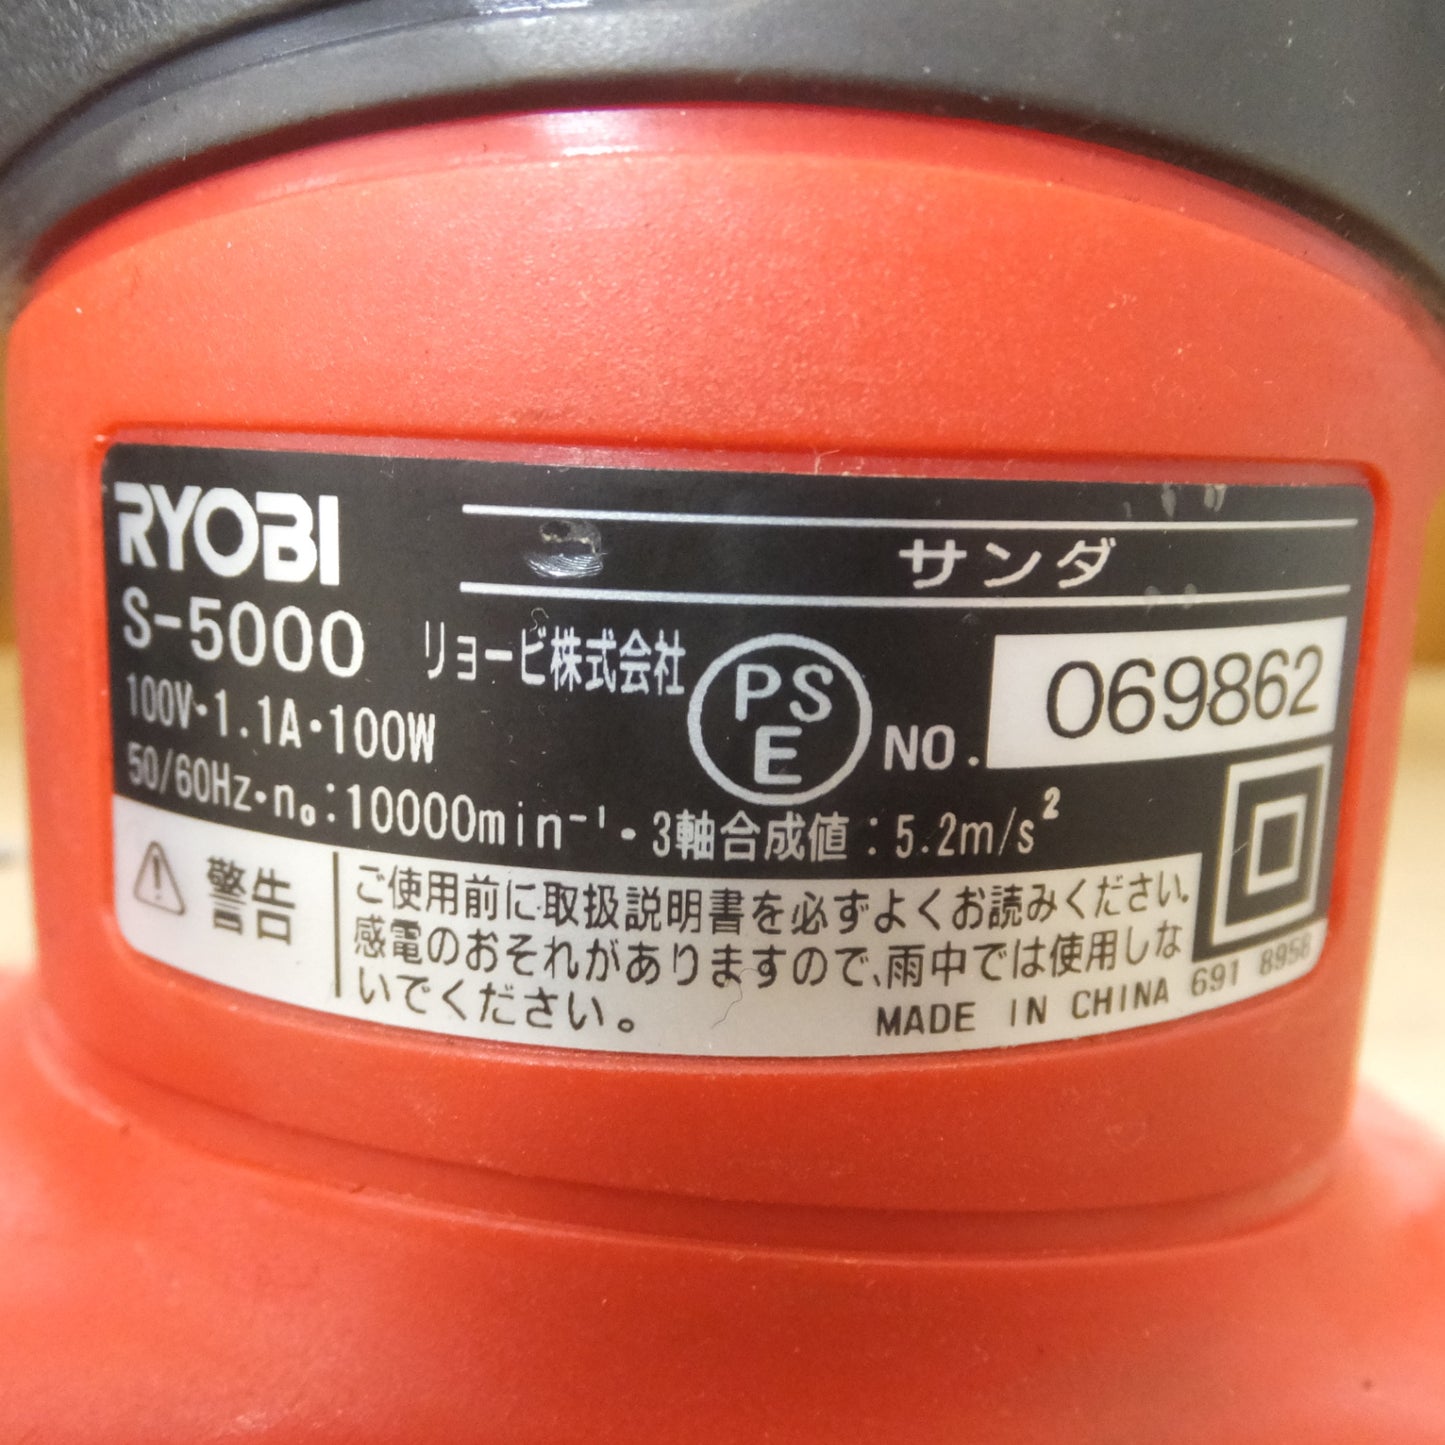 RYOBI
サンダ
S-5000 リョービ株式会社
PS
E
NO. 069862
100V・1.1A・100W
50/60Hz・n₀:10000min⁻¹・3軸合成値:5.2m/s²
警告
ご使用前に取扱説明書を必ずよくお読みください。
感電のおそれがありますので、雨中では使用しな
いでください。
MADE IN CHINA 691 8958